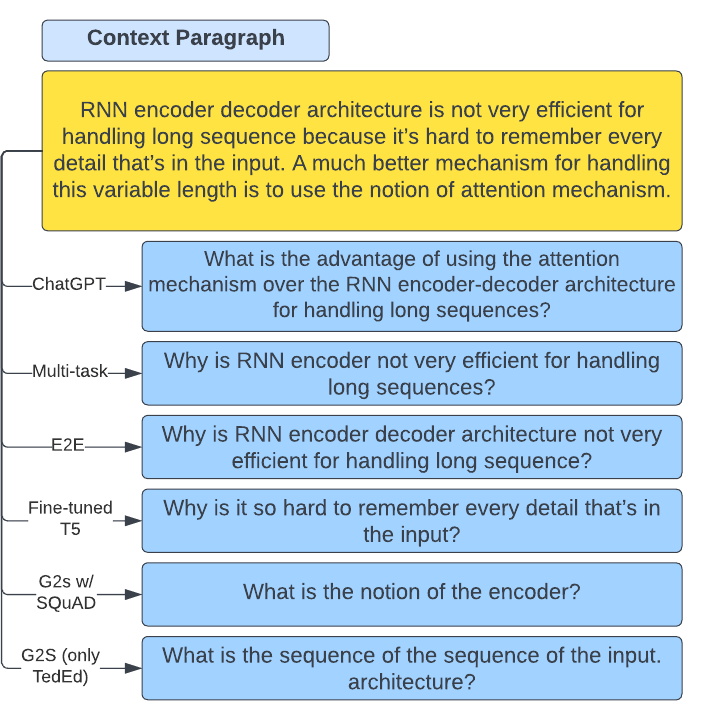 Context Paragraph
RNN encoder decoder architecture is not very efficient for
handling long sequence because it's hard to remember every
detail that's in the input. A much better mechanism for handling
this variable length is to use the notion of attention mechanism.
ChatGPT
What is the advantage of using the attention
mechanism over the RNN encoder-decoder architecture
for handling long sequences?
Multi-task
Why is RNN encoder not very efficient for handling
long sequences?
E2E
Why is RNN encoder decoder architecture not very
efficient for handling long sequence?
Fine-tuned
T5
Why is it so hard to remember every detail that's in
the input?
G2s w/
SQuAD
What is the notion of the encoder?
G2S (only
TedEd)
What is the sequence of the sequence of the input.
architecture?